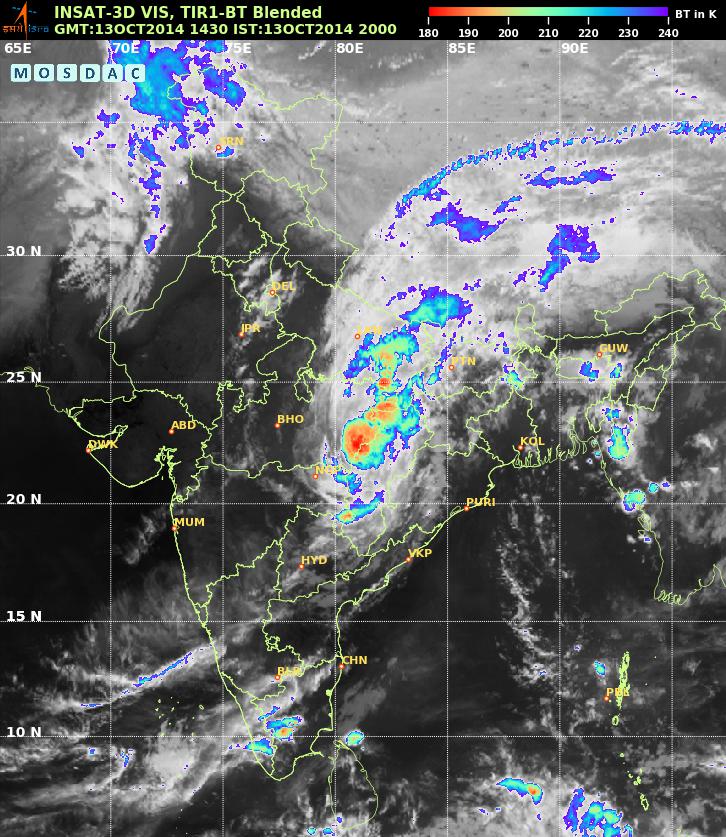 INSAT-3D VIS, TIR1-BT Blended
GMT:13OCT2014 1430 IST:13OCT2014 2000
BT in K
180 190 200 210 220 230 240
65E 70E 75E 80E 85E 90E
MOSDAC
SRN
30 N
DEL
JPR
GUW
PTN
25 N
ABD
BHO
DWK
KOL
NGP
20 N
PURI
MUM
VKP
HYD
15 N
CHN
BLR
PBL
10 N